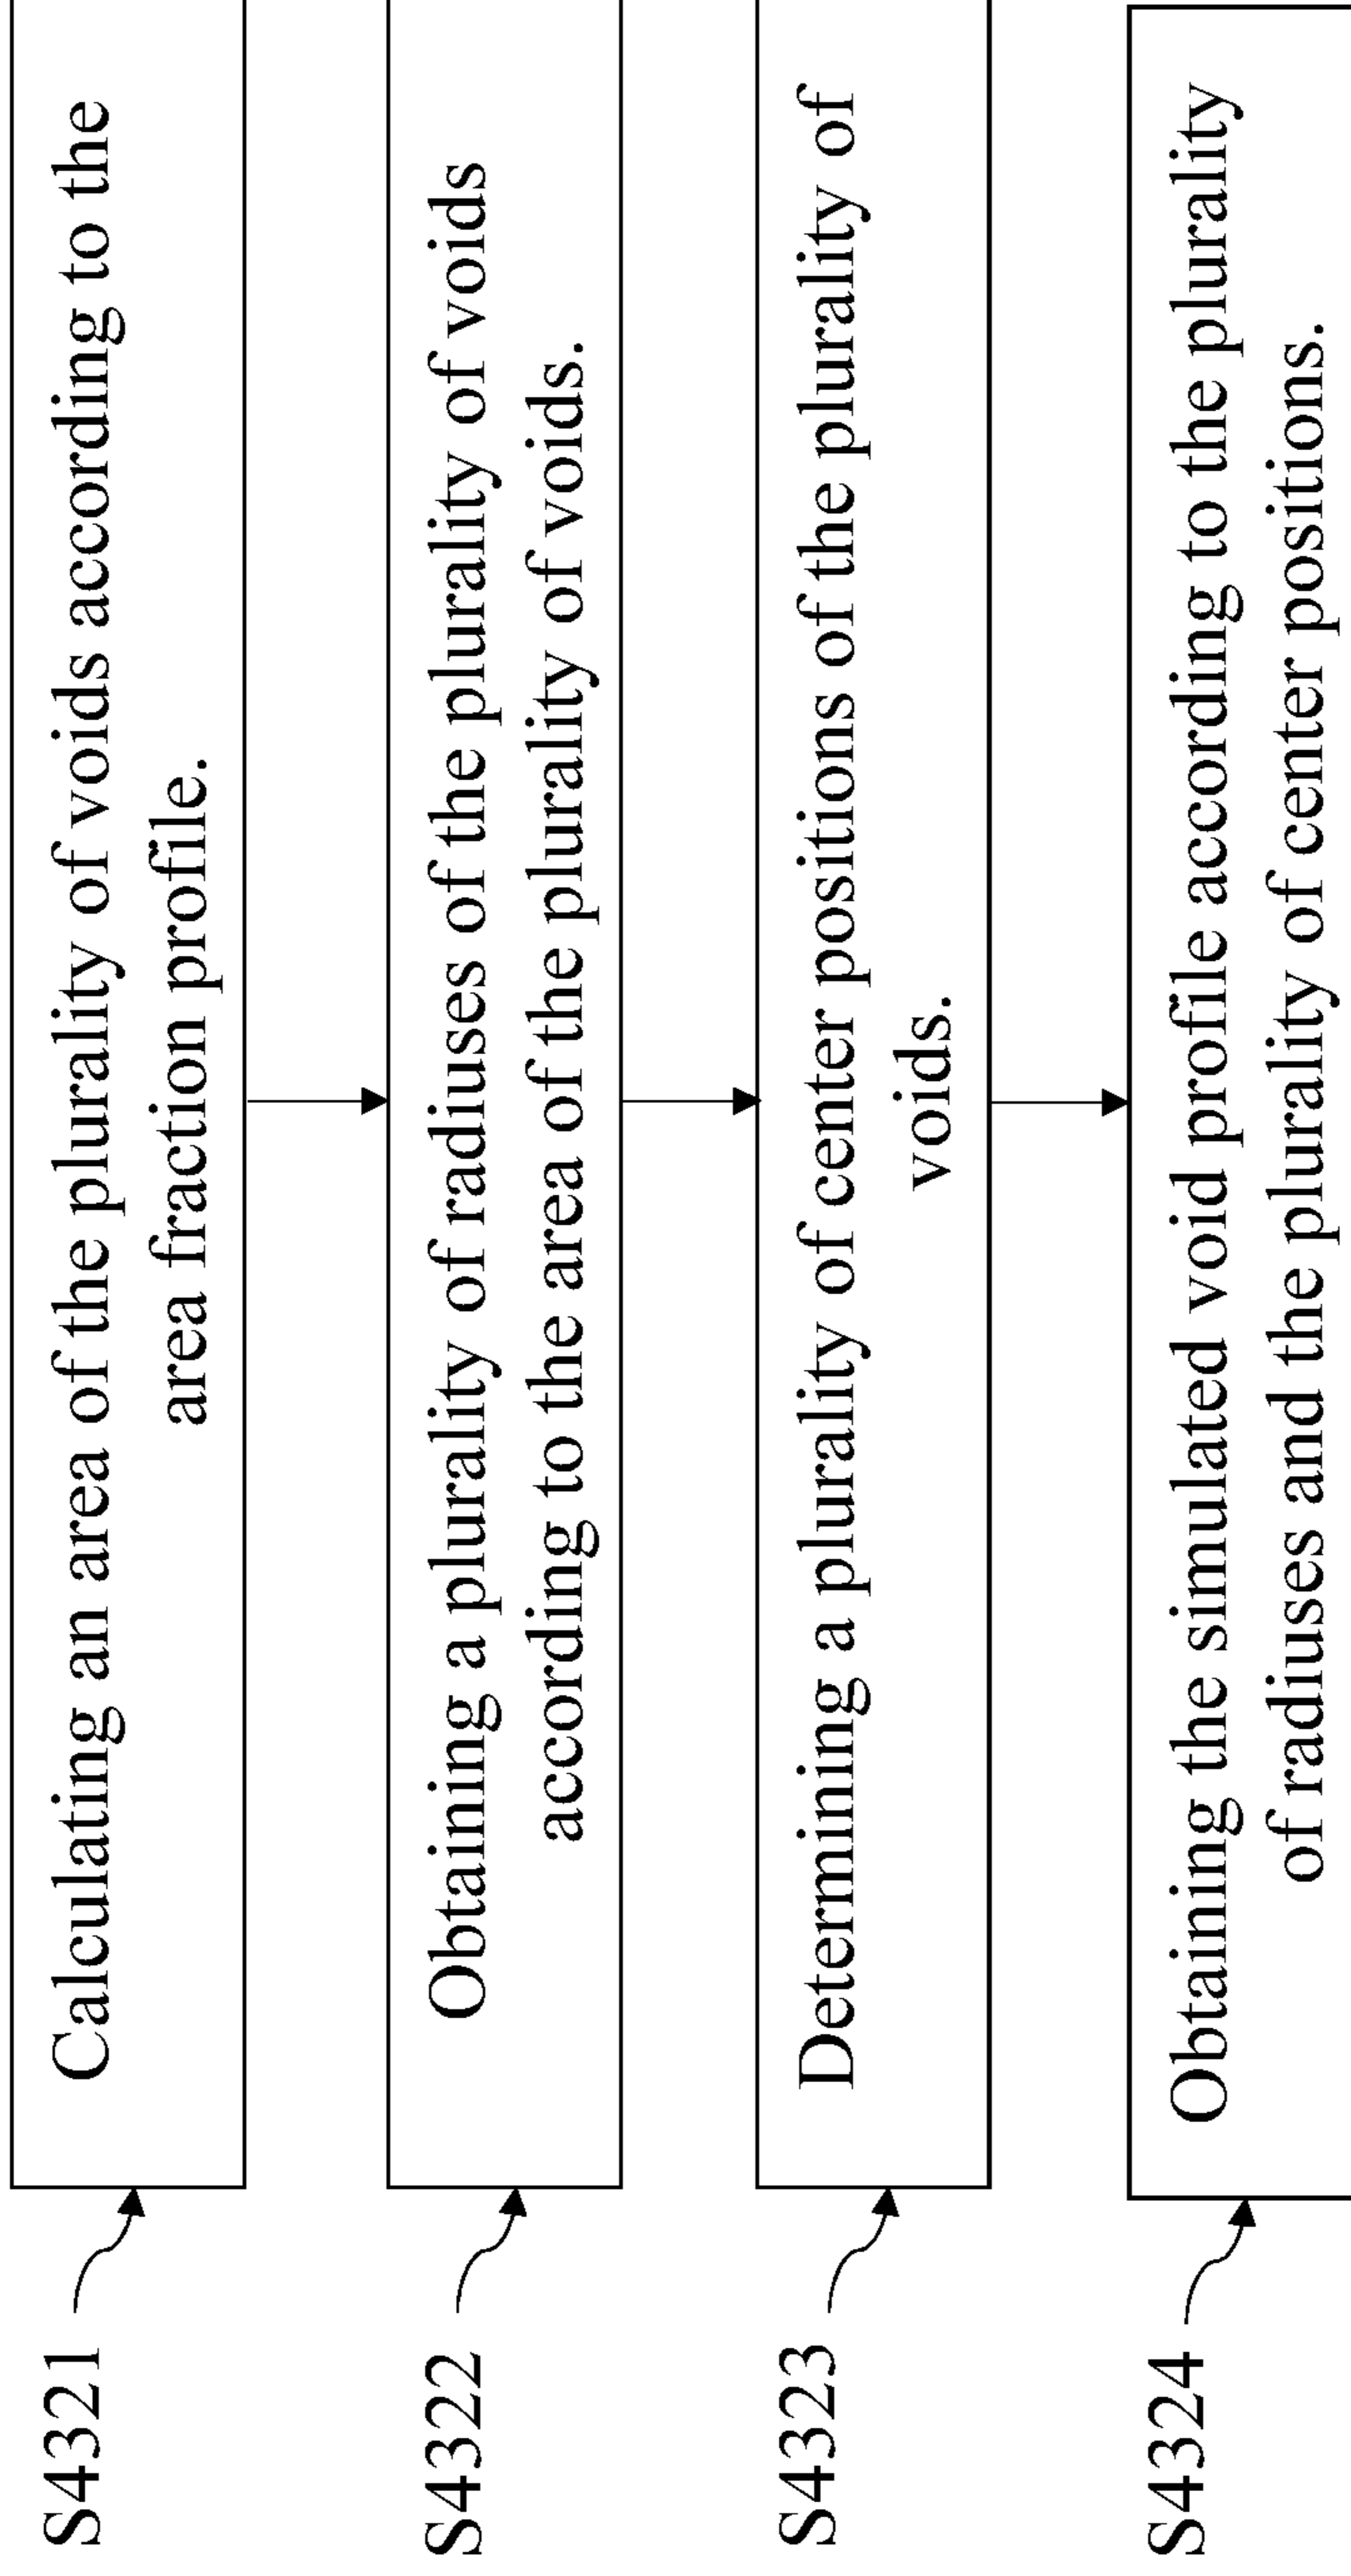 S4321
Calculating an area of the plurality of voids according to the
area fraction profile.
S4322
Obtaining a plurality of radiuses of the plurality of voids
according to the area of the plurality of voids.
S4323
Determining a plurality of center positions of the plurality of
voids.
S4324
Obtaining the simulated void profile according to the plurality
of radiuses and the plurality of center positions.